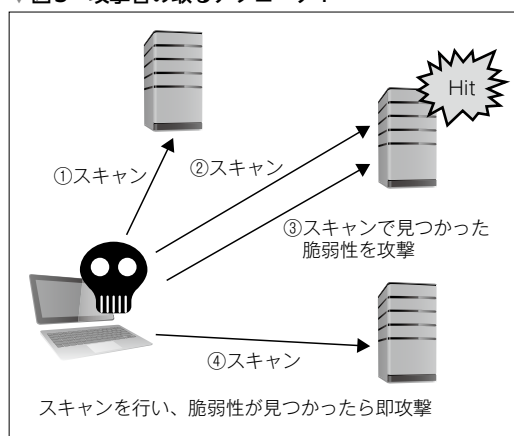 Hit
①スキャン
②スキャン
③スキャンで見つかった
脆弱性を攻撃
④スキャン
スキャンを行い、脆弱性が見つかったら即攻撃